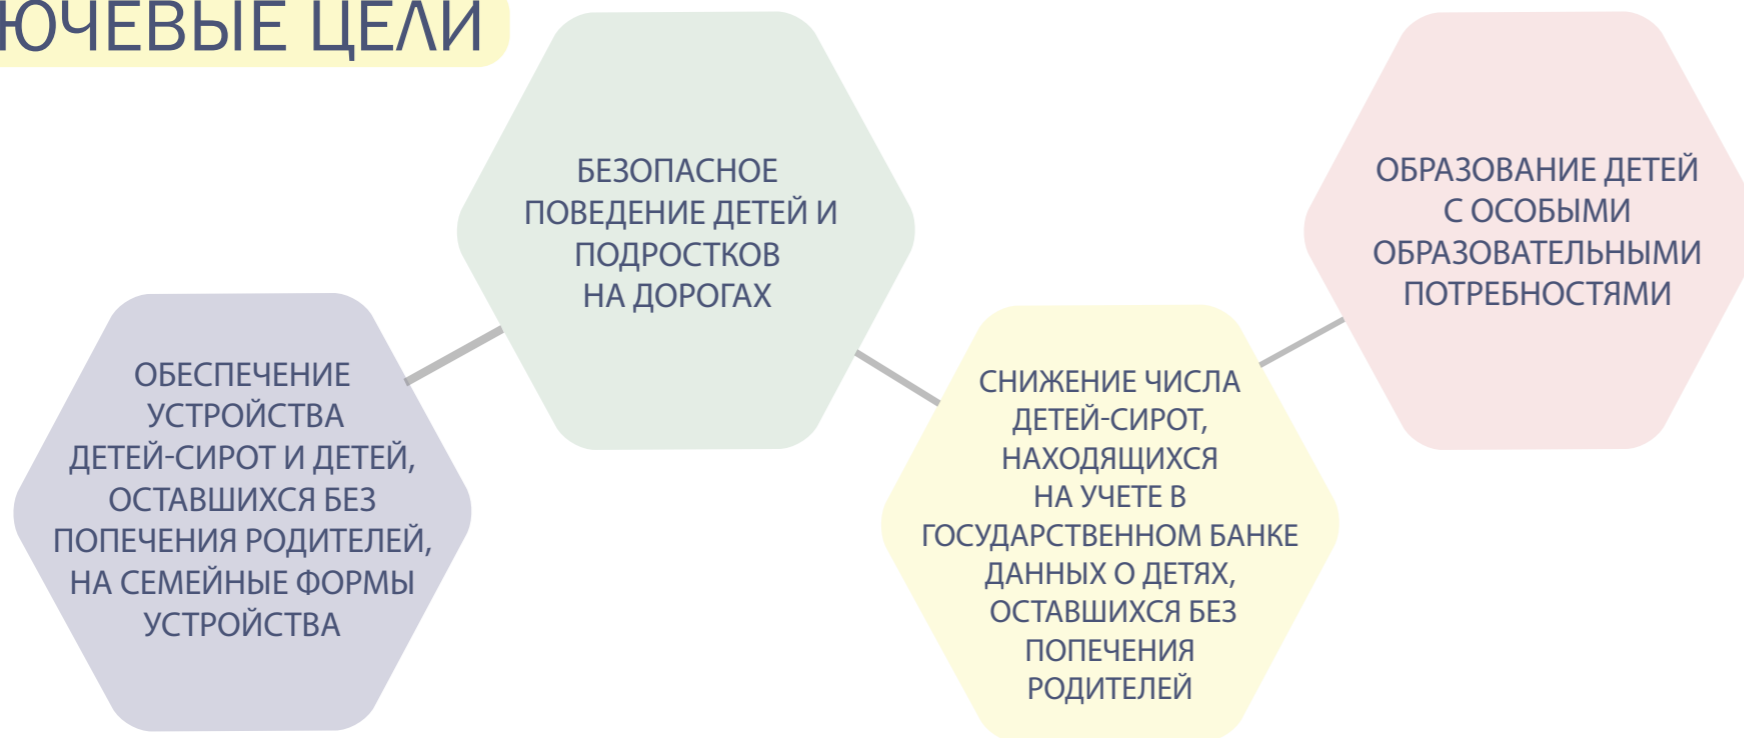 ЮЧЕВЫЕ ЦЕЛИ
ОБЕСПЕЧЕНИЕ
УСТРОЙСТВА
ДЕТЕЙ-СИРОТ И ДЕТЕЙ,
ОСТАВШИХСЯ БЕЗ
ПОПЕЧЕНИЯ РОДИТЕЛЕЙ,
НА СЕМЕЙНЫЕ ФОРМЫ
УСТРОЙСТВА
БЕЗОПАСНОЕ
ПОВЕДЕНИЕ ДЕТЕЙ И
ПОДРОСТКОВ
НА ДОРОГАХ
СНИЖЕНИЕ ЧИСЛА
ДЕТЕЙ-СИРОТ,
НАХОДЯЩИХСЯ
НА УЧЕТЕ В
ГОСУДАРСТВЕННОМ БАНКЕ
ДАННЫХ О ДЕТЯХ,
ОСТАВШИХСЯ БЕЗ
ПОПЕЧЕНИЯ
РОДИТЕЛЕЙ
ОБРАЗОВАНИЕ ДЕТЕЙ
С ОСОБЫМИ
ОБРАЗОВАТЕЛЬНЫМИ
ПОТРЕБНОСТЯМИ